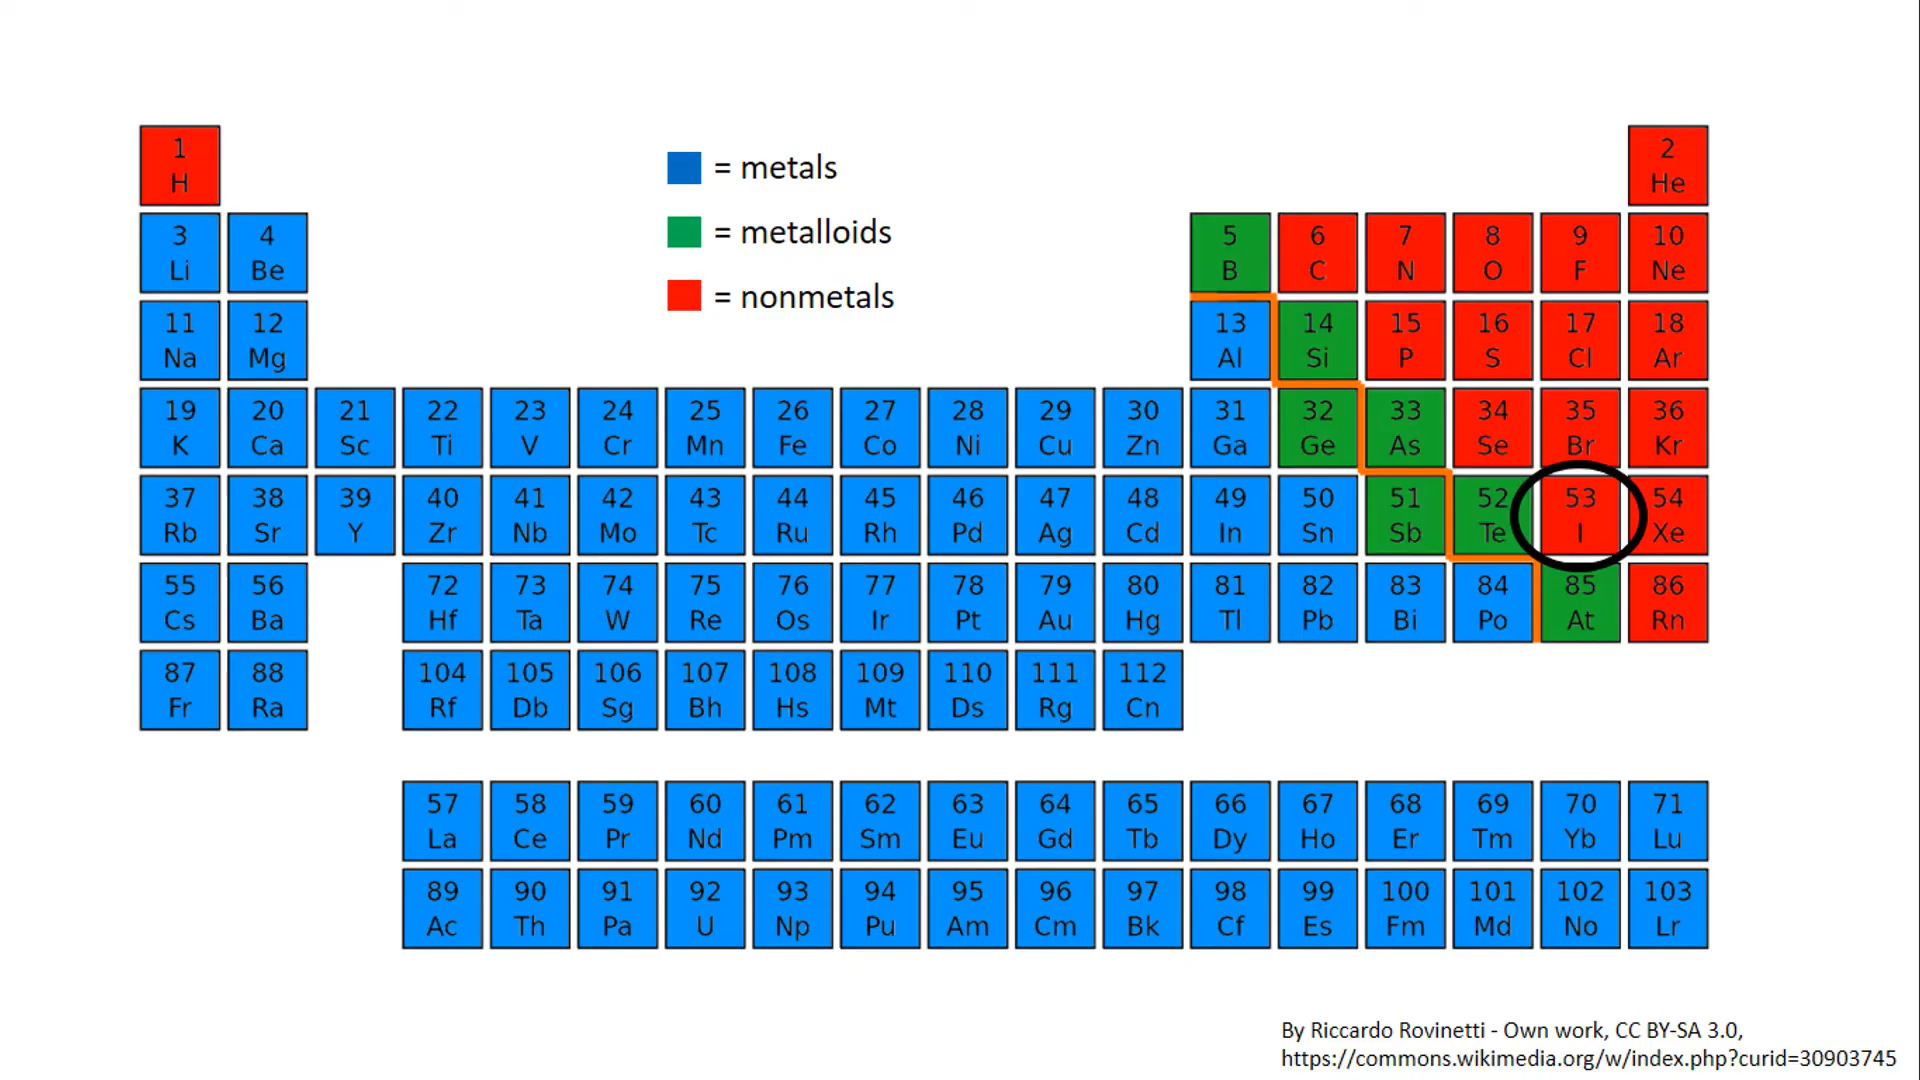 1 2
H = metals He
3 4 = metalloids 5 6 7 8 9 10
Li Be B C N O F Ne
= nonmetals
11 12 13 14 15 16 17 18
Na Mg Al Si P S Cl Ar
19 20 21 22 23 24 25 26 27 28 29 30 31 32 33 34 35 36
K Ca Sc Ti V Cr Mn Fe Co Ni Cu Zn Ga Ge As Se Br Kr
37 38 39 40 41 42 43 44 45 46 47 48 49 50 51 52 53 54
Rb Sr Y Zr Nb Mo Tc Ru Rh Pd Ag Cd In Sn Sb Te I Xe
55 56 72 73 74 75 76 77 78 79 80 81 82 83 84 85 86
Cs Ba Hf Ta W Re Os Ir Pt Au Hg Tl Pb Bi Po At Rn
87 88 104 105 106 107 108 109 110 111 112
Fr Ra Rf Db Sg Bh Hs Mt Ds Rg Cn
57 58 59 60 61 62 63 64 65 66 67 68 69 70 71
La Ce Pr Nd Pm Sm Eu Gd Tb Dy Ho Er Tm Yb Lu
89 90 91 92 93 94 95 96 97 98 99 100 101 102 103
Ac Th Pa U Np Pu Am Cm Bk Cf Es Fm Md No Lr
By Riccardo Rovinetti - Own work, CC BY-SA 3.0,
https://commons.wikimedia.org/w/index.php?curid=30903745